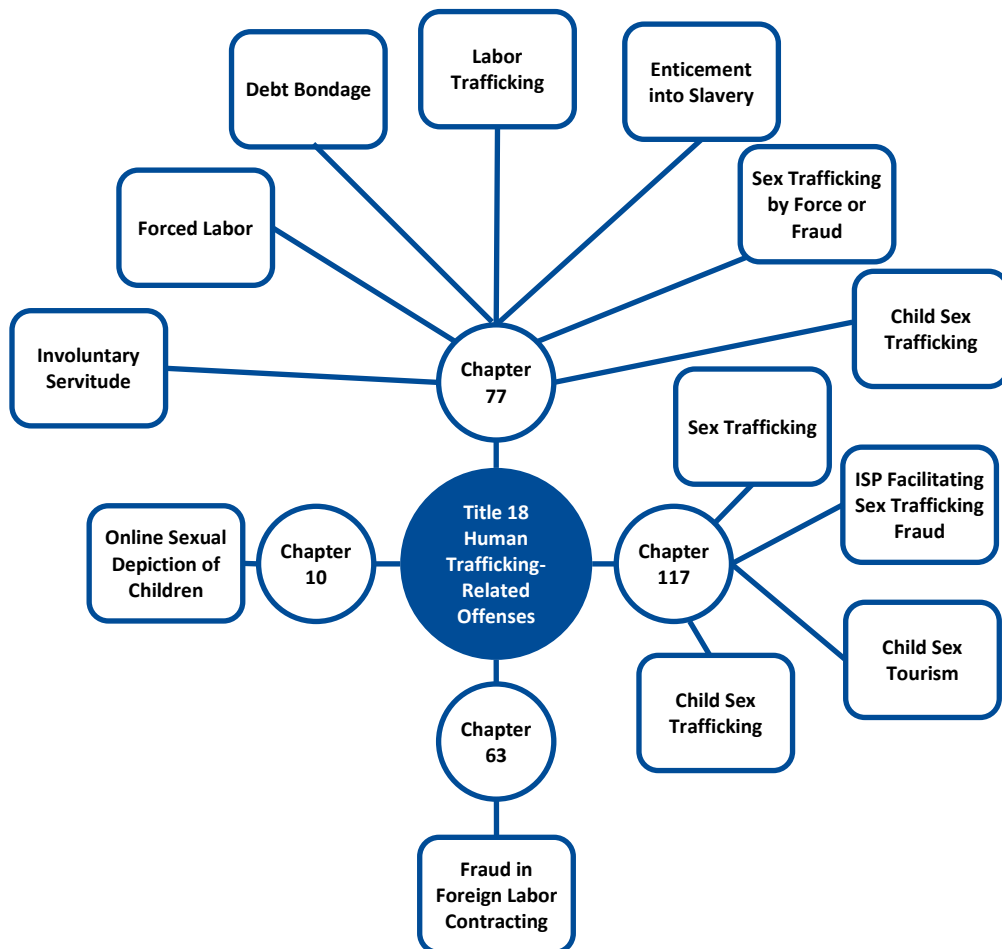 Labor
Trafficking
Enticement
into Slavery
Debt Bondage
Sex Trafficking
by Force or
Fraud
Forced Labor
Child Sex
Trafficking
Involuntary
Servitude
Chapter
77
Sex Trafficking
ISP Facilitating
Sex Trafficking
Fraud
Online Sexual
Depiction of
Children
Chapter
10
Title 18
Human
Trafficking-
Related
Offenses
Chapter
117
Child Sex
Tourism
Child Sex
Trafficking
Chapter
63
Fraud in
Foreign Labor
Contracting